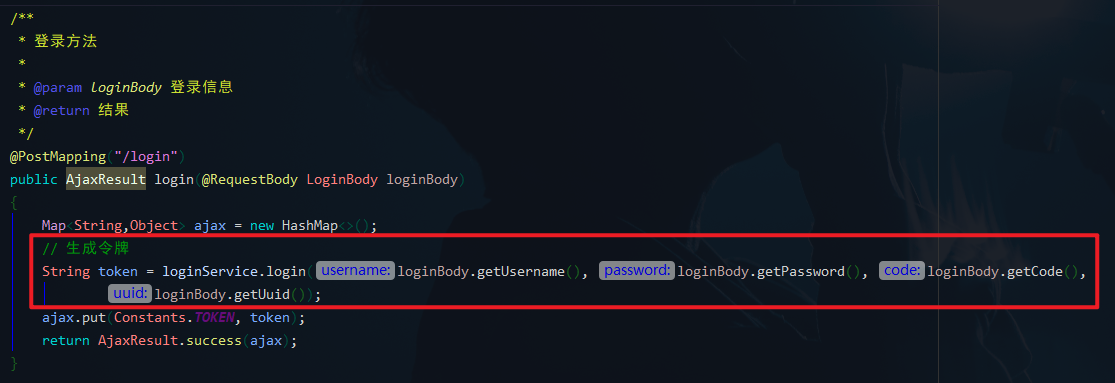 /**
* 登录方法
*
* @param loginBody 登录信息
* @return 结果
*/
@PostMapping("/login")
public AjaxResult login(@RequestBody LoginBody loginBody)
{
Map<String,Object> ajax = new HashMap<>();
// 生成令牌
String token = loginService.login( username: loginBody.getUsername(), password: loginBody.getPassword(), code: loginBody.getCode(),
uuid: loginBody.getUuid());
ajax.put(Constants.TOKEN, token);
return AjaxResult.success(ajax);
}